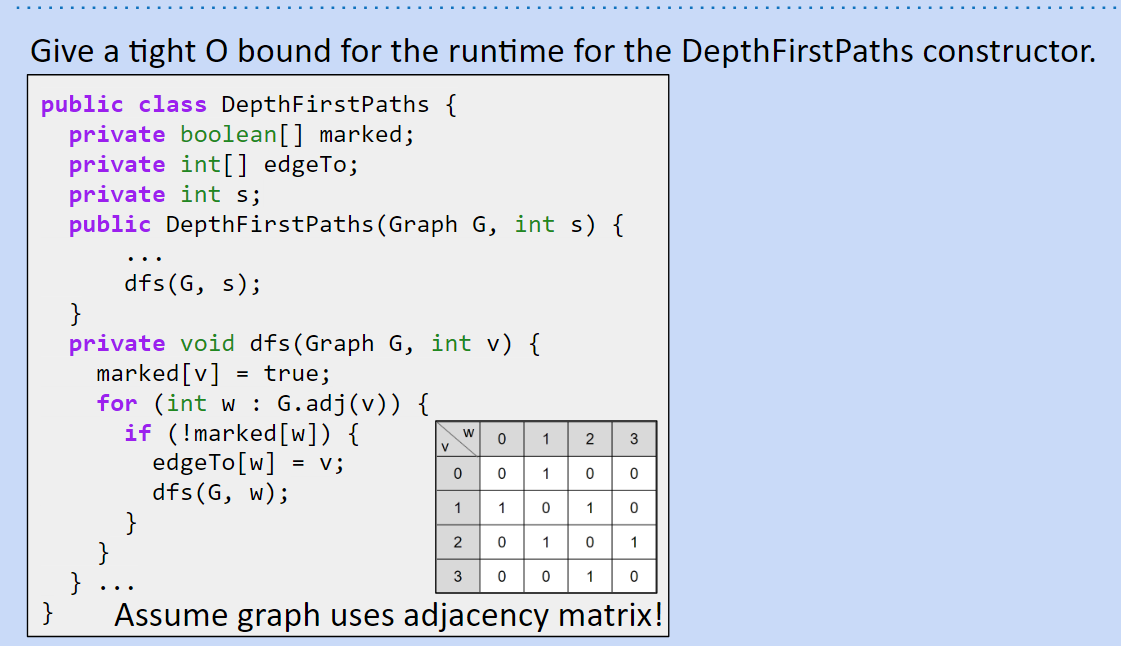 Give a tight O bound for the runtime for the DepthFirstPaths constructor.
public class DepthFirstPaths {
private boolean[] marked;
private int[] edgeTo;
private int s;
public DepthFirstPaths(Graph G, int s) {
...
dfs(G, s);
}
private void dfs(Graph G, int v) {
marked[v] = true;
for (int w : G.adj(v)) {
if (!marked[w]) {
edgeTo[w] = v;
dfs(G, w);
}
}
} ...
}
w
v 0 1 2 3
0 0 1 0 0
1 1 0 1 0
2 0 1 0 1
3 0 0 1 0
Assume graph uses adjacency matrix!